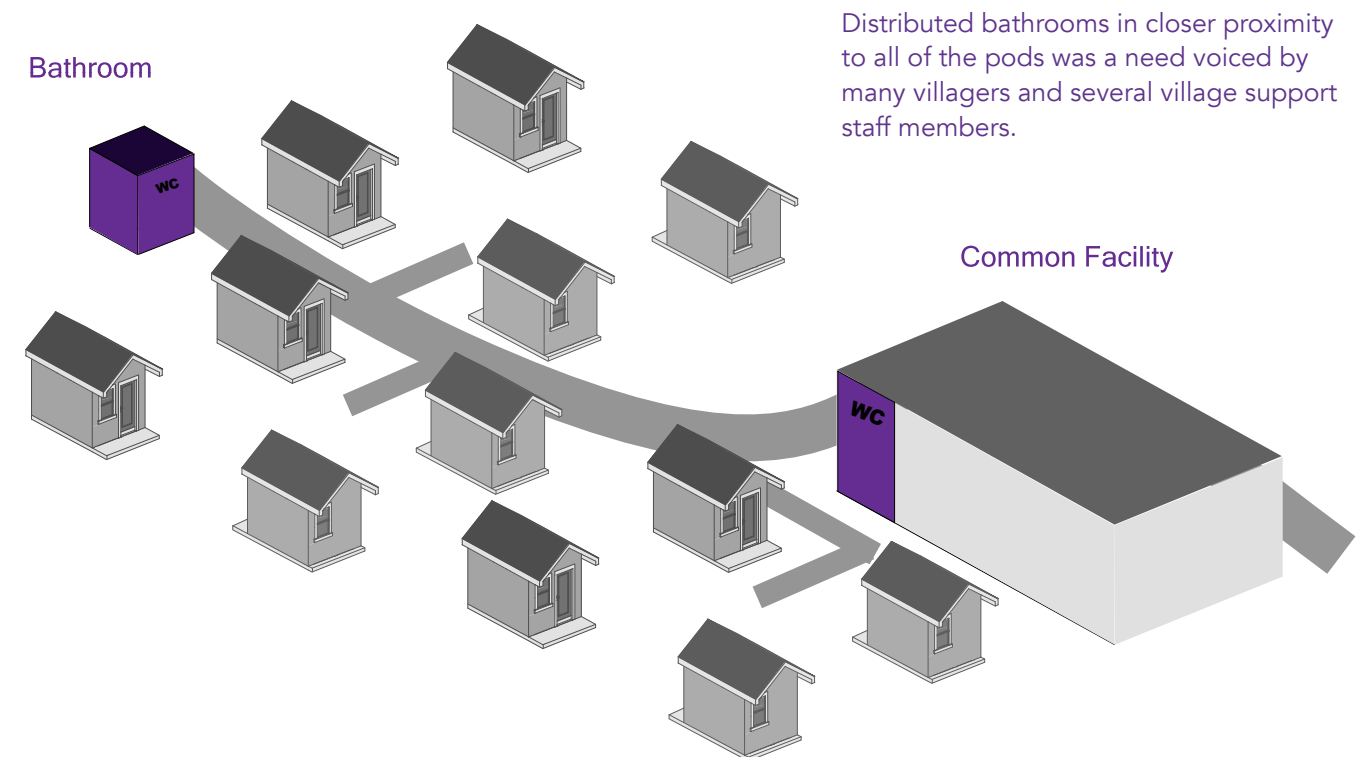 Distributed bathrooms in closer proximity
to all of the pods was a need voiced by
many villagers and several village support
staff members.
Bathroom
WC
Common Facility
WC